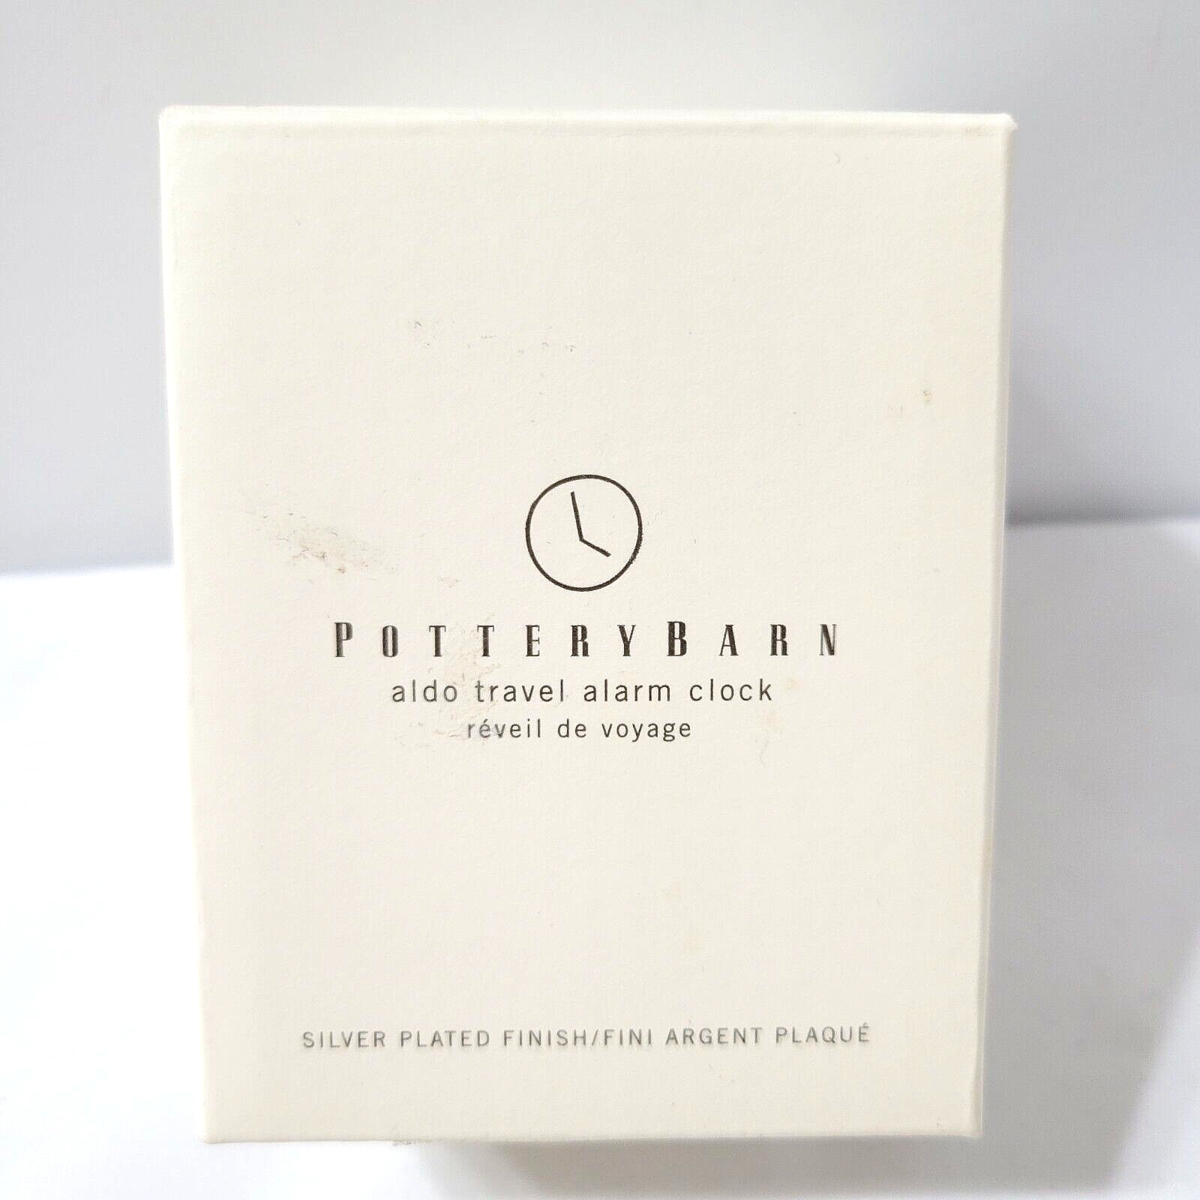 POTTERYBARN
aldo travel alarm clock
réveil de voyage
SILVER PLATED FINISH/FINI ARGENT PLAQUÉ